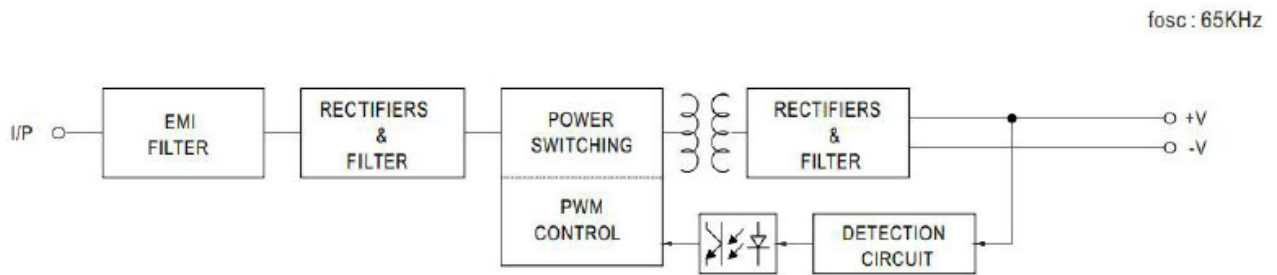 fosc : 65KHz
I/P
EMI
FILTER
RECTIFIERS
&
FILTER
POWER
SWITCHING
PWM
CONTROL
RECTIFIERS
&
FILTER
+V
-V
DETECTION
CIRCUIT